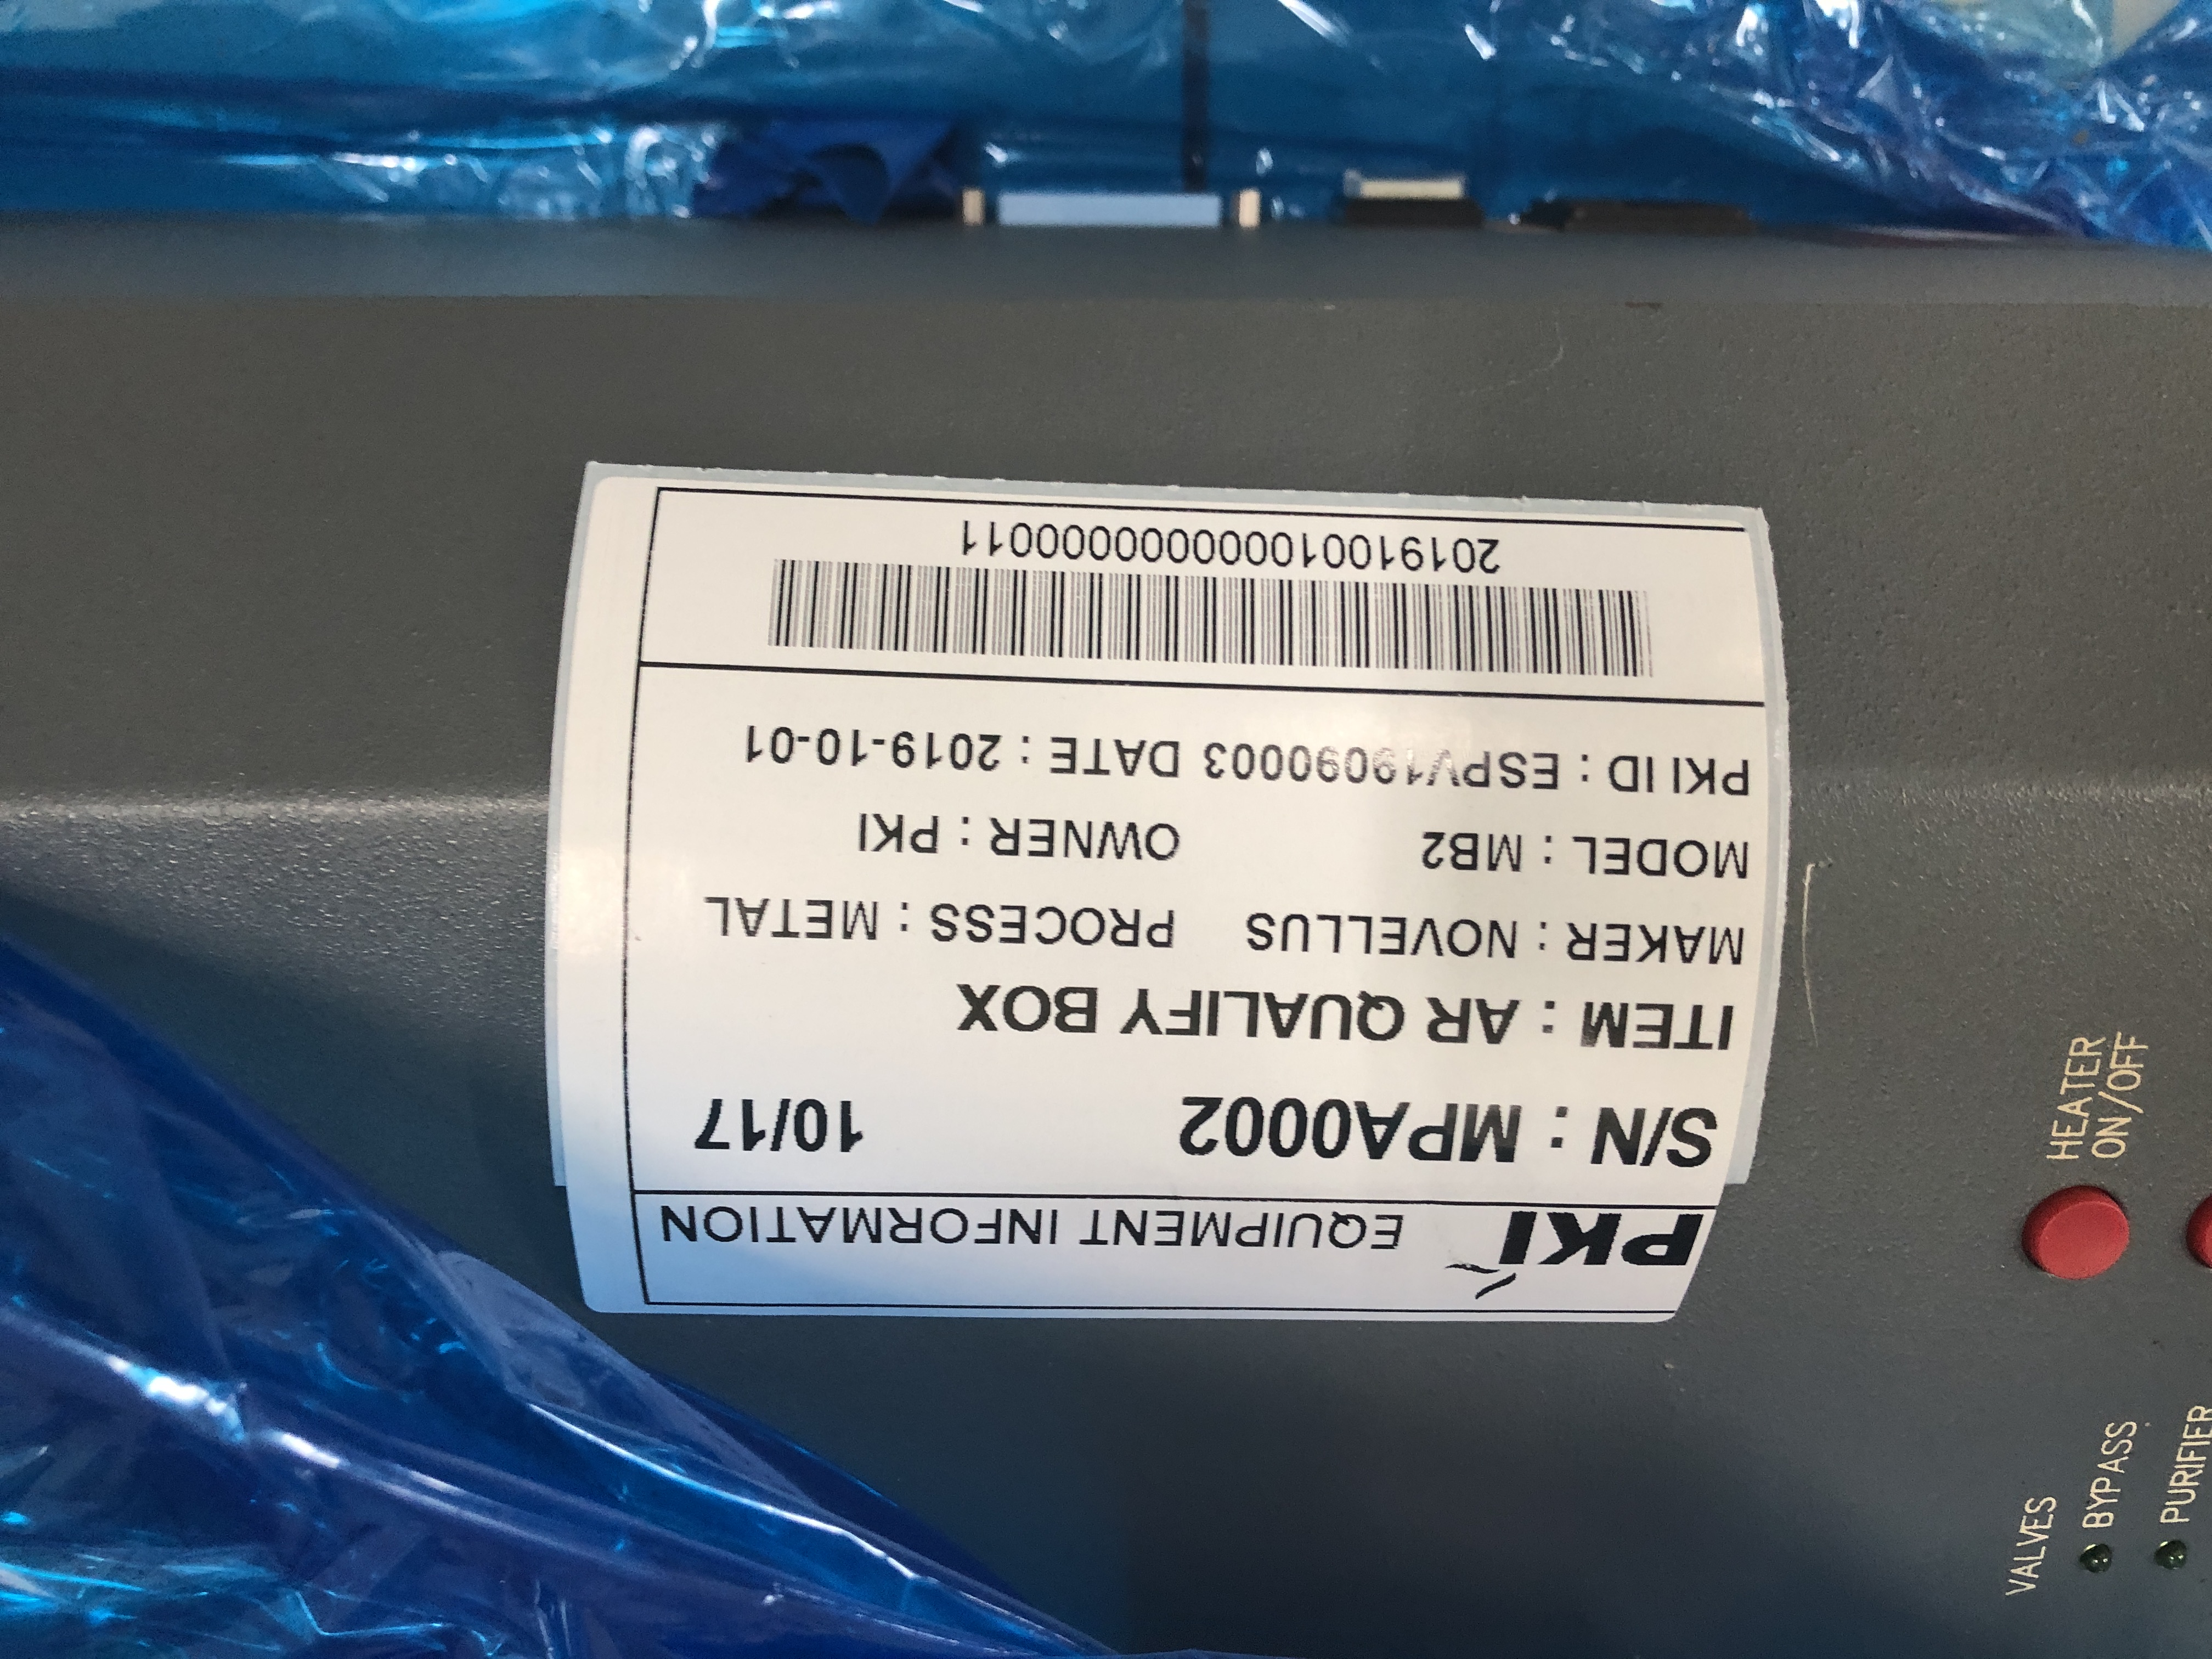 PKI EQUIPMENT INFORMATION
S/N : MPA0002 10/17
ITEM : AR QUALIFY BOX
MAKER : NOVELLUS PROCESS : METAL
MODEL : MB2 OWNER : PKI
PKI ID : ESPV19090003 DATE : 2019-10-01
20191001000000000011
HEATER
ON/OFF
VALVES
BYPASS
PURIFIER